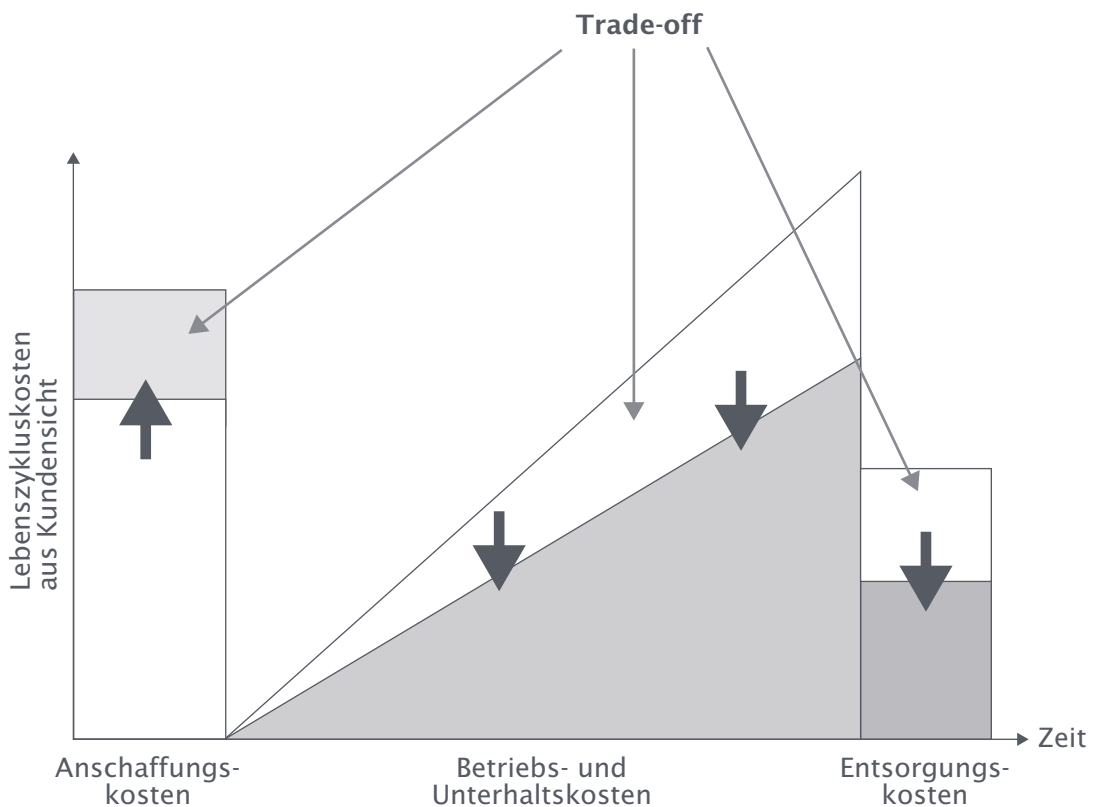 Trade-off
Lebenszykluskosten
aus Kundensicht
Zeit
Anschaffungs-
kosten
Betriebs- und
Unterhaltskosten
Entsorgungs-
kosten